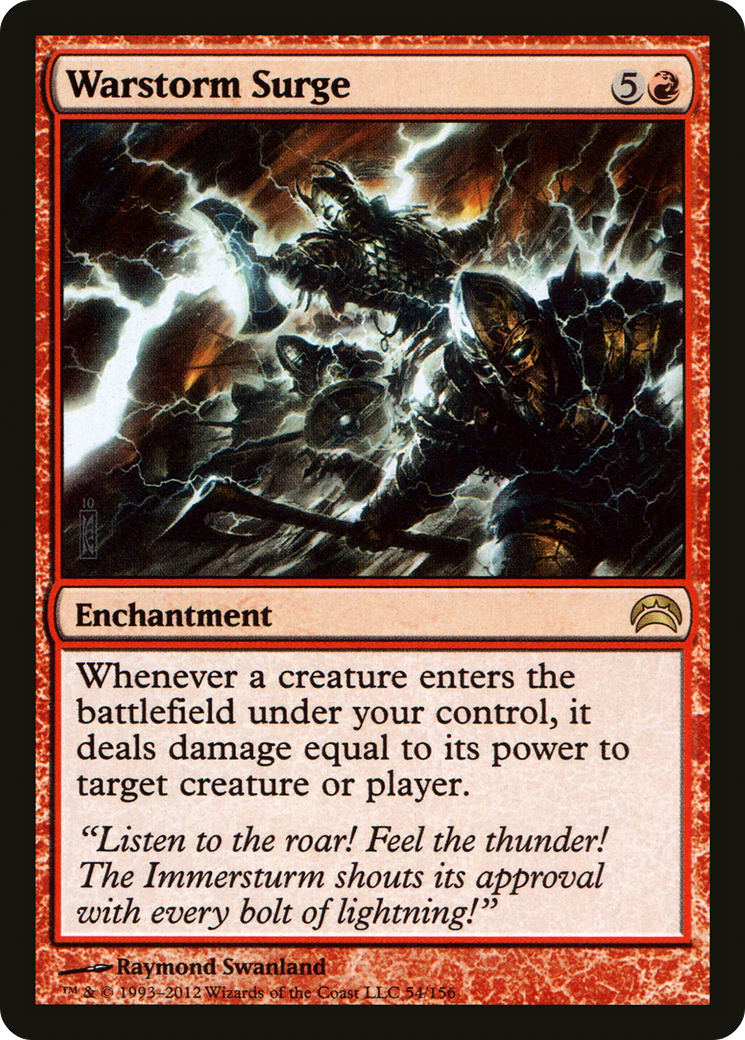 Warstorm Surge 5
10
Enchantment
Whenever a creature enters the
battlefield under your control, it
deals damage equal to its power to
target creature or player.
“Listen to the roar! Feel the thunder!
The Immersturm shouts its approval
with every bolt of lightning!”
Raymond Swanland
™ & © 1993–2012 Wizards of the Coast LLC 54/156